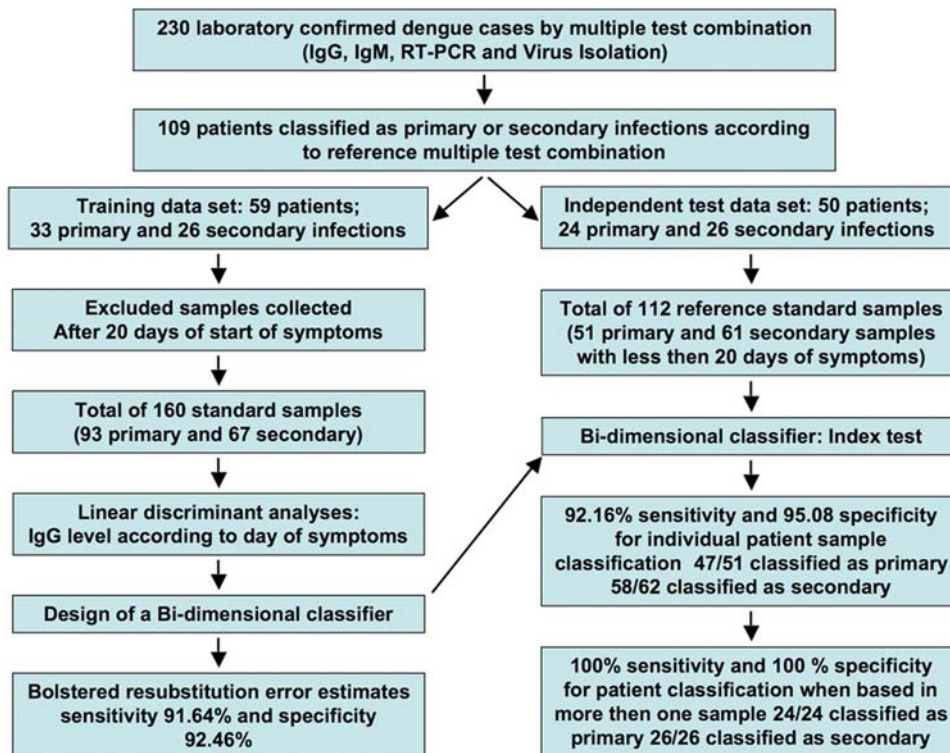 230 laboratory confirmed dengue cases by multiple test combination
(IgG, IgM, RT-PCR and Virus Isolation)
109 patients classified as primary or secondary infections according
to reference multiple test combination
Training data set: 59 patients;
33 primary and 26 secondary infections
Excluded samples collected
After 20 days of start of symptoms
Total of 160 standard samples
(93 primary and 67 secondary)
Linear discriminant analyses:
IgG level according to day of symptoms
Design of a Bi-dimensional classifier
Bolstered resubstitution error estimates
sensitivity 91.64% and specificity
92.46%
Independent test data set: 50 patients;
24 primary and 26 secondary infections
Total of 112 reference standard samples
(51 primary and 61 secondary samples
with less then 20 days of symptoms)
Bi-dimensional classifier: Index test
92.16% sensitivity and 95.08 specificity
for individual patient sample
classification 47/51 classified as primary
58/62 classified as secondary
100% sensitivity and 100 % specificity
for patient classification when based in
more then one sample 24/24 classified as
primary 26/26 classified as secondary